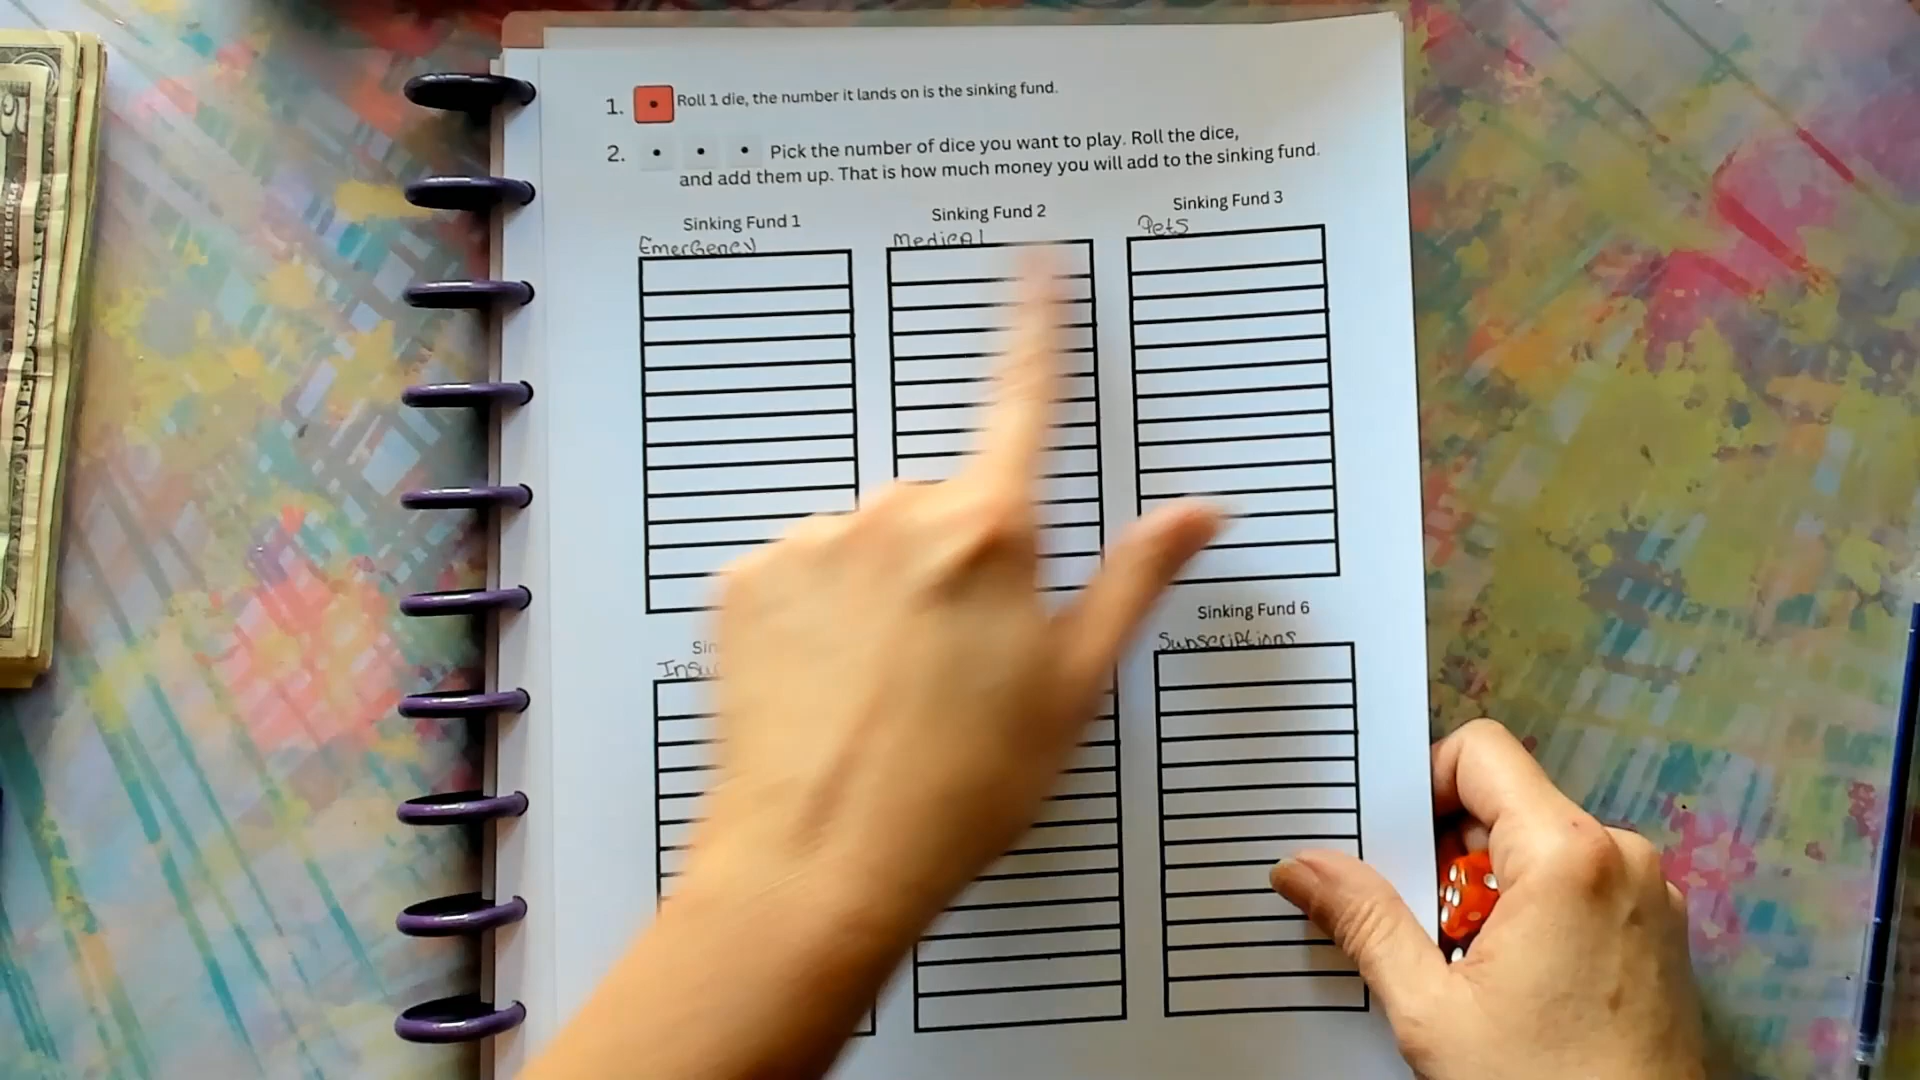 1. Roll 1 die, the number it lands on is the sinking fund.
2. Pick the number of dice you want to play. Roll the dice,
and add them up. That is how much money you will add to the sinking fund.
Sinking Fund 1
Sinking Fund 2
Sinking Fund 3
Emergency
Medical
Pets
Sinking Fund 6
Subscriptions